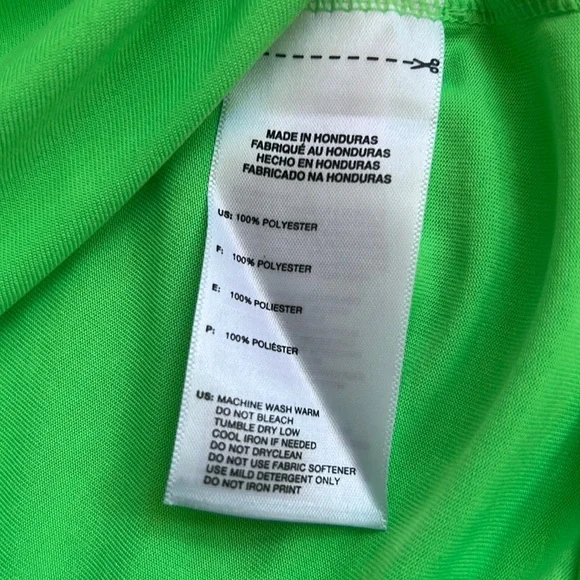 MADE IN HONDURAS
FABRIQUÉ AU HONDURAS
HECHO EN HONDURAS
FABRICADO NA HONDURAS
US: 100% POLYESTER
F: 100% POLYESTER
E: 100% POLIESTER
P: 100% POLIÉSTER
US: MACHINE WASH WARM
DO NOT BLEACH
TUMBLE DRY LOW
COOL IRON IF NEEDED
DO NOT DRYCLEAN
DO NOT USE FABRIC SOFTENER
USE MILD DETERGENT ONLY
DO NOT IRON PRINT